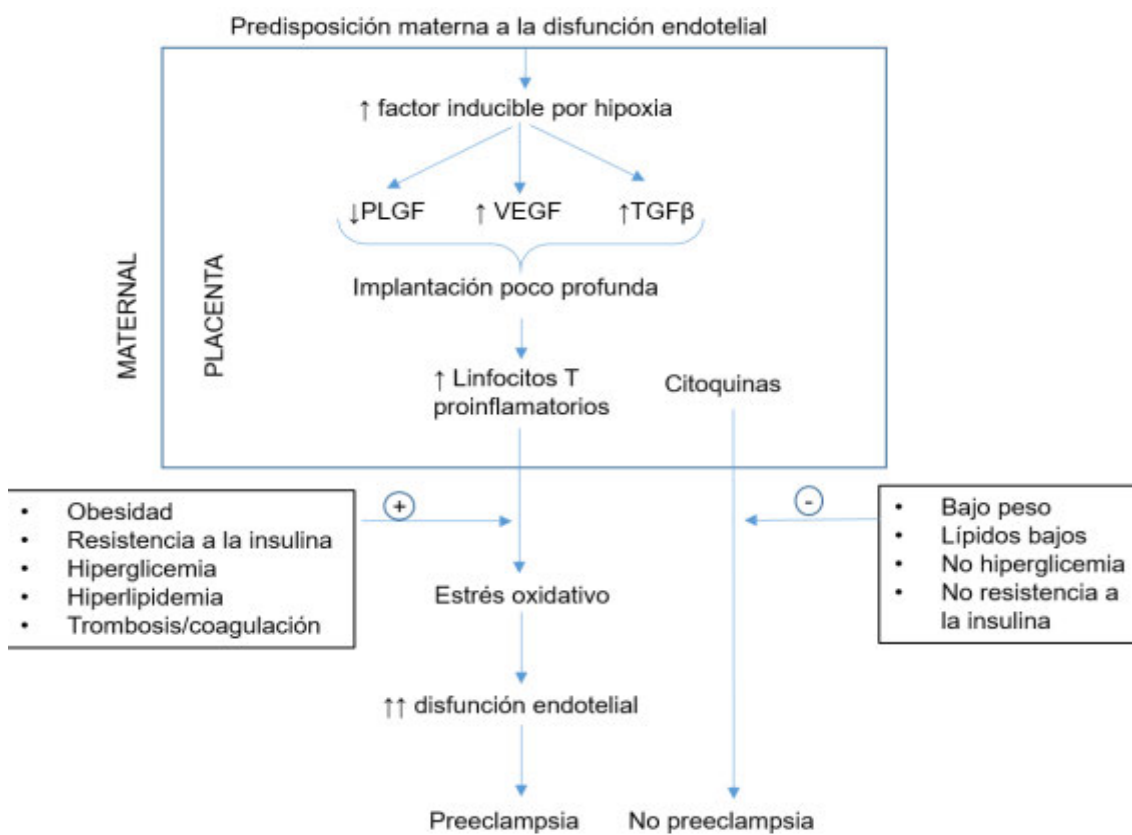 Predisposición materna a la disfunción endotelial
↑ factor inducible por hipoxia
↓PLGF
↑ VEGF
↑TGFβ
Implantación poco profunda
MATERNAL
PLACENTA
↑ Linfocitos T
proinflamatorios
Citoquinas
+
-
• Obesidad
• Resistencia a la insulina
• Hiperglicemia
• Hiperlipidemia
• Trombosis/coagulación
• Bajo peso
• Lípidos bajos
• No hiperglicemia
• No resistencia a
la insulina
Estrés oxidativo
↑↑ disfunción endotelial
Preeclampsia
No preeclampsia